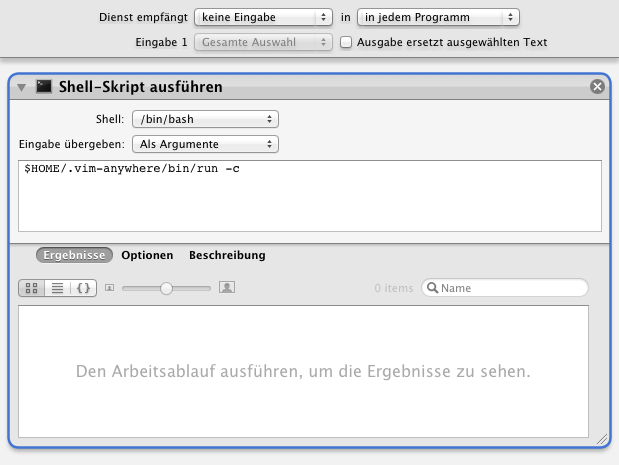 Dienst empfängt keine Eingabe in in jedem Programm
Eingabe 1 Gesamte Auswahl Ausgabe ersetzt ausgewählten Text
Shell-Skript ausführen
Shell: /bin/bash
Eingabe übergeben: Als Argumente
$HOME/.vim-anywhere/bin/run -c
Ergebnisse Optionen Beschreibung
{} 0 items Name
Den Arbeitsablauf ausführen, um die Ergebnisse zu sehen.